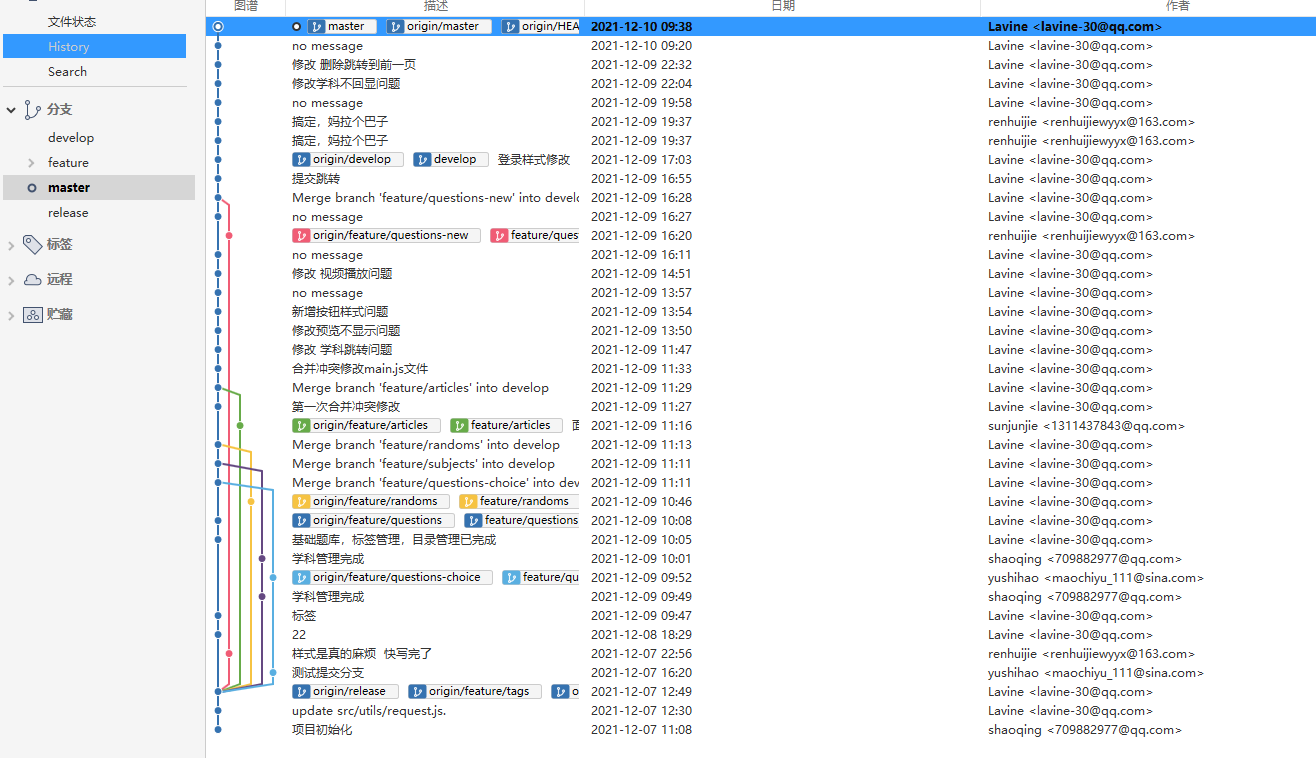 文件状态
History
Search
分支
develop
feature
master
release
标签
远程
贮藏
图谱 描述 日期 作者
master origin/master origin/HEA 2021-12-10 09:38 Lavine <lavine-30@qq.com>
no message 2021-12-10 09:20 Lavine <lavine-30@qq.com>
修改 删除跳转到前一页 2021-12-09 22:32 Lavine <lavine-30@qq.com>
修改学科不回显问题 2021-12-09 22:04 Lavine <lavine-30@qq.com>
no message 2021-12-09 19:58 Lavine <lavine-30@qq.com>
搞定，妈拉个巴子 2021-12-09 19:37 renhuijie <renhuijiewyyx@163.com>
搞定，妈拉个巴子 2021-12-09 19:37 renhuijie <renhuijiewyyx@163.com>
origin/develop develop 登录样式修改 2021-12-09 17:03 Lavine <lavine-30@qq.com>
提交跳转 2021-12-09 16:55 Lavine <lavine-30@qq.com>
Merge branch 'feature/questions-new' into develo 2021-12-09 16:28 Lavine <lavine-30@qq.com>
no message 2021-12-09 16:27 Lavine <lavine-30@qq.com>
origin/feature/questions-new feature/ques 2021-12-09 16:20 renhuijie <renhuijiewyyx@163.com>
no message 2021-12-09 16:11 Lavine <lavine-30@qq.com>
修改 视频播放问题 2021-12-09 14:51 Lavine <lavine-30@qq.com>
no message 2021-12-09 13:57 Lavine <lavine-30@qq.com>
新增按钮样式问题 2021-12-09 13:54 Lavine <lavine-30@qq.com>
修改预览不显示问题 2021-12-09 13:50 Lavine <lavine-30@qq.com>
修改 学科跳转问题 2021-12-09 11:47 Lavine <lavine-30@qq.com>
合并冲突修改main.js文件 2021-12-09 11:33 Lavine <lavine-30@qq.com>
Merge branch 'feature/articles' into develop 2021-12-09 11:29 Lavine <lavine-30@qq.com>
第一次合并冲突修改 2021-12-09 11:27 Lavine <lavine-30@qq.com>
origin/feature/articles feature/articles 2021-12-09 11:16 sunjunjie <1311437843@qq.com>
Merge branch 'feature/randoms' into develop 2021-12-09 11:13 Lavine <lavine-30@qq.com>
Merge branch 'feature/subjects' into develop 2021-12-09 11:11 Lavine <lavine-30@qq.com>
Merge branch 'feature/questions-choice' into dev 2021-12-09 11:11 Lavine <lavine-30@qq.com>
origin/feature/randoms feature/randoms 2021-12-09 10:46 Lavine <lavine-30@qq.com>
origin/feature/questions feature/questions 2021-12-09 10:08 Lavine <lavine-30@qq.com>
基础题库，标签管理，目录管理已完成 2021-12-09 10:05 Lavine <lavine-30@qq.com>
学科管理完成 2021-12-09 10:01 shaoqing <709882977@qq.com>
origin/feature/questions-choice feature/qu 2021-12-09 09:52 yushihao <maochiyu_111@sina.com>
学科管理完成 2021-12-09 09:49 shaoqing <709882977@qq.com>
标签 2021-12-09 09:47 Lavine <lavine-30@qq.com>
22 2021-12-08 18:29 Lavine <lavine-30@qq.com>
样式是真的麻烦 快写完了 2021-12-07 22:56 renhuijie <renhuijiewyyx@163.com>
测试提交分支 2021-12-07 16:20 yushihao <maochiyu_111@sina.com>
origin/release origin/feature/tags o 2021-12-07 12:49 Lavine <lavine-30@qq.com>
update src/utils/request.js. 2021-12-07 12:30 Lavine <lavine-30@qq.com>
项目初始化 2021-12-07 11:08 shaoqing <709882977@qq.com>